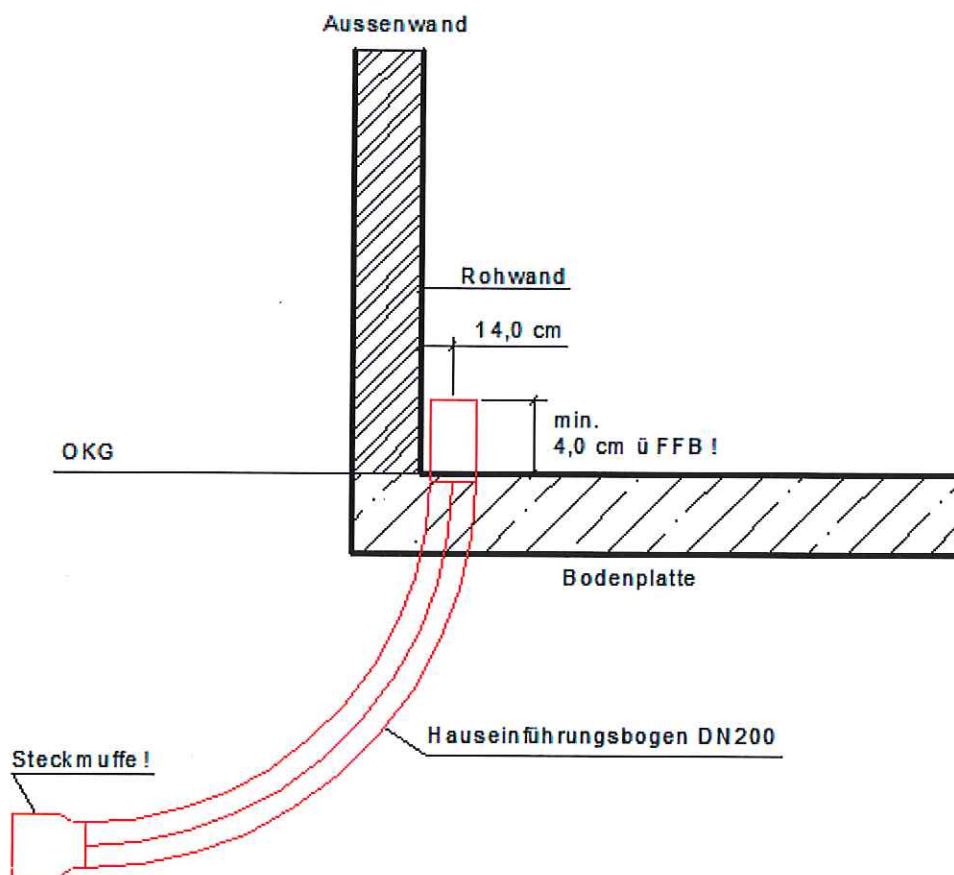 Aussenwand
Rohwand
14,0 cm
min.
4,0 cm ü FFB !
OKG
Bodenplatte
Hauseinführungsbogen DN200
Steckmuffe !